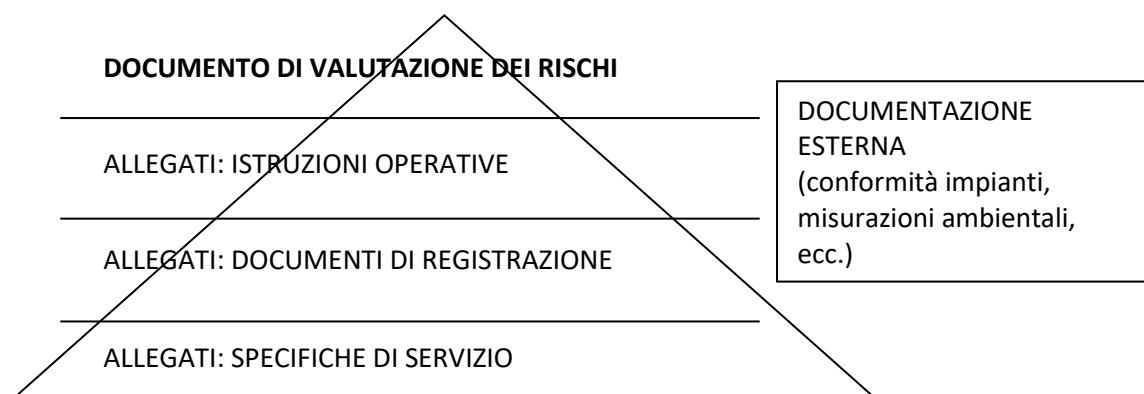 DOCUMENTO DI VALUTAZIONE DEI RISCHI
ALLEGATI: ISTRUZIONI OPERATIVE
ALLEGATI: DOCUMENTI DI REGISTRAZIONE
ALLEGATI: SPECIFICHE DI SERVIZIO
DOCUMENTAZIONE
ESTERNA
(conformità impianti,
misurazioni ambientali,
ecc.)